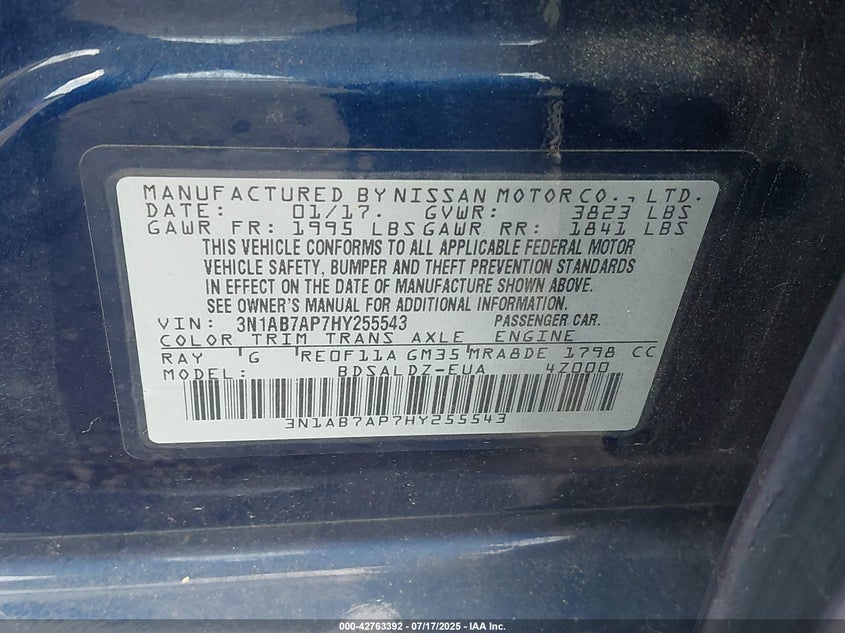 MANUFACTURED BY NISSAN MOTOR CO., LTD.
DATE: 01/17. GVWR: 3823 LBS
GAWR FR: 1995 LBS GAWR RR: 1841 LBS
THIS VEHICLE CONFORMS TO ALL APPLICABLE FEDERAL MOTOR
VEHICLE SAFETY, BUMPER AND THEFT PREVENTION STANDARDS
IN EFFECT ON THE DATE OF MANUFACTURE SHOWN ABOVE.
SEE OWNER'S MANUAL FOR ADDITIONAL INFORMATION.
VIN: 3N1AB7AP7HY255543 PASSENGER CAR.
COLOR TRIM TRANS AXLE ENGINE
RAY G RE0F11A GM35 MRA8DE 1798 CC
MODEL: BDSALDZ-EUA 4Z000
3N1AB7AP7HY255543
000-42763392 - 07/17/2025 - IAA Inc.